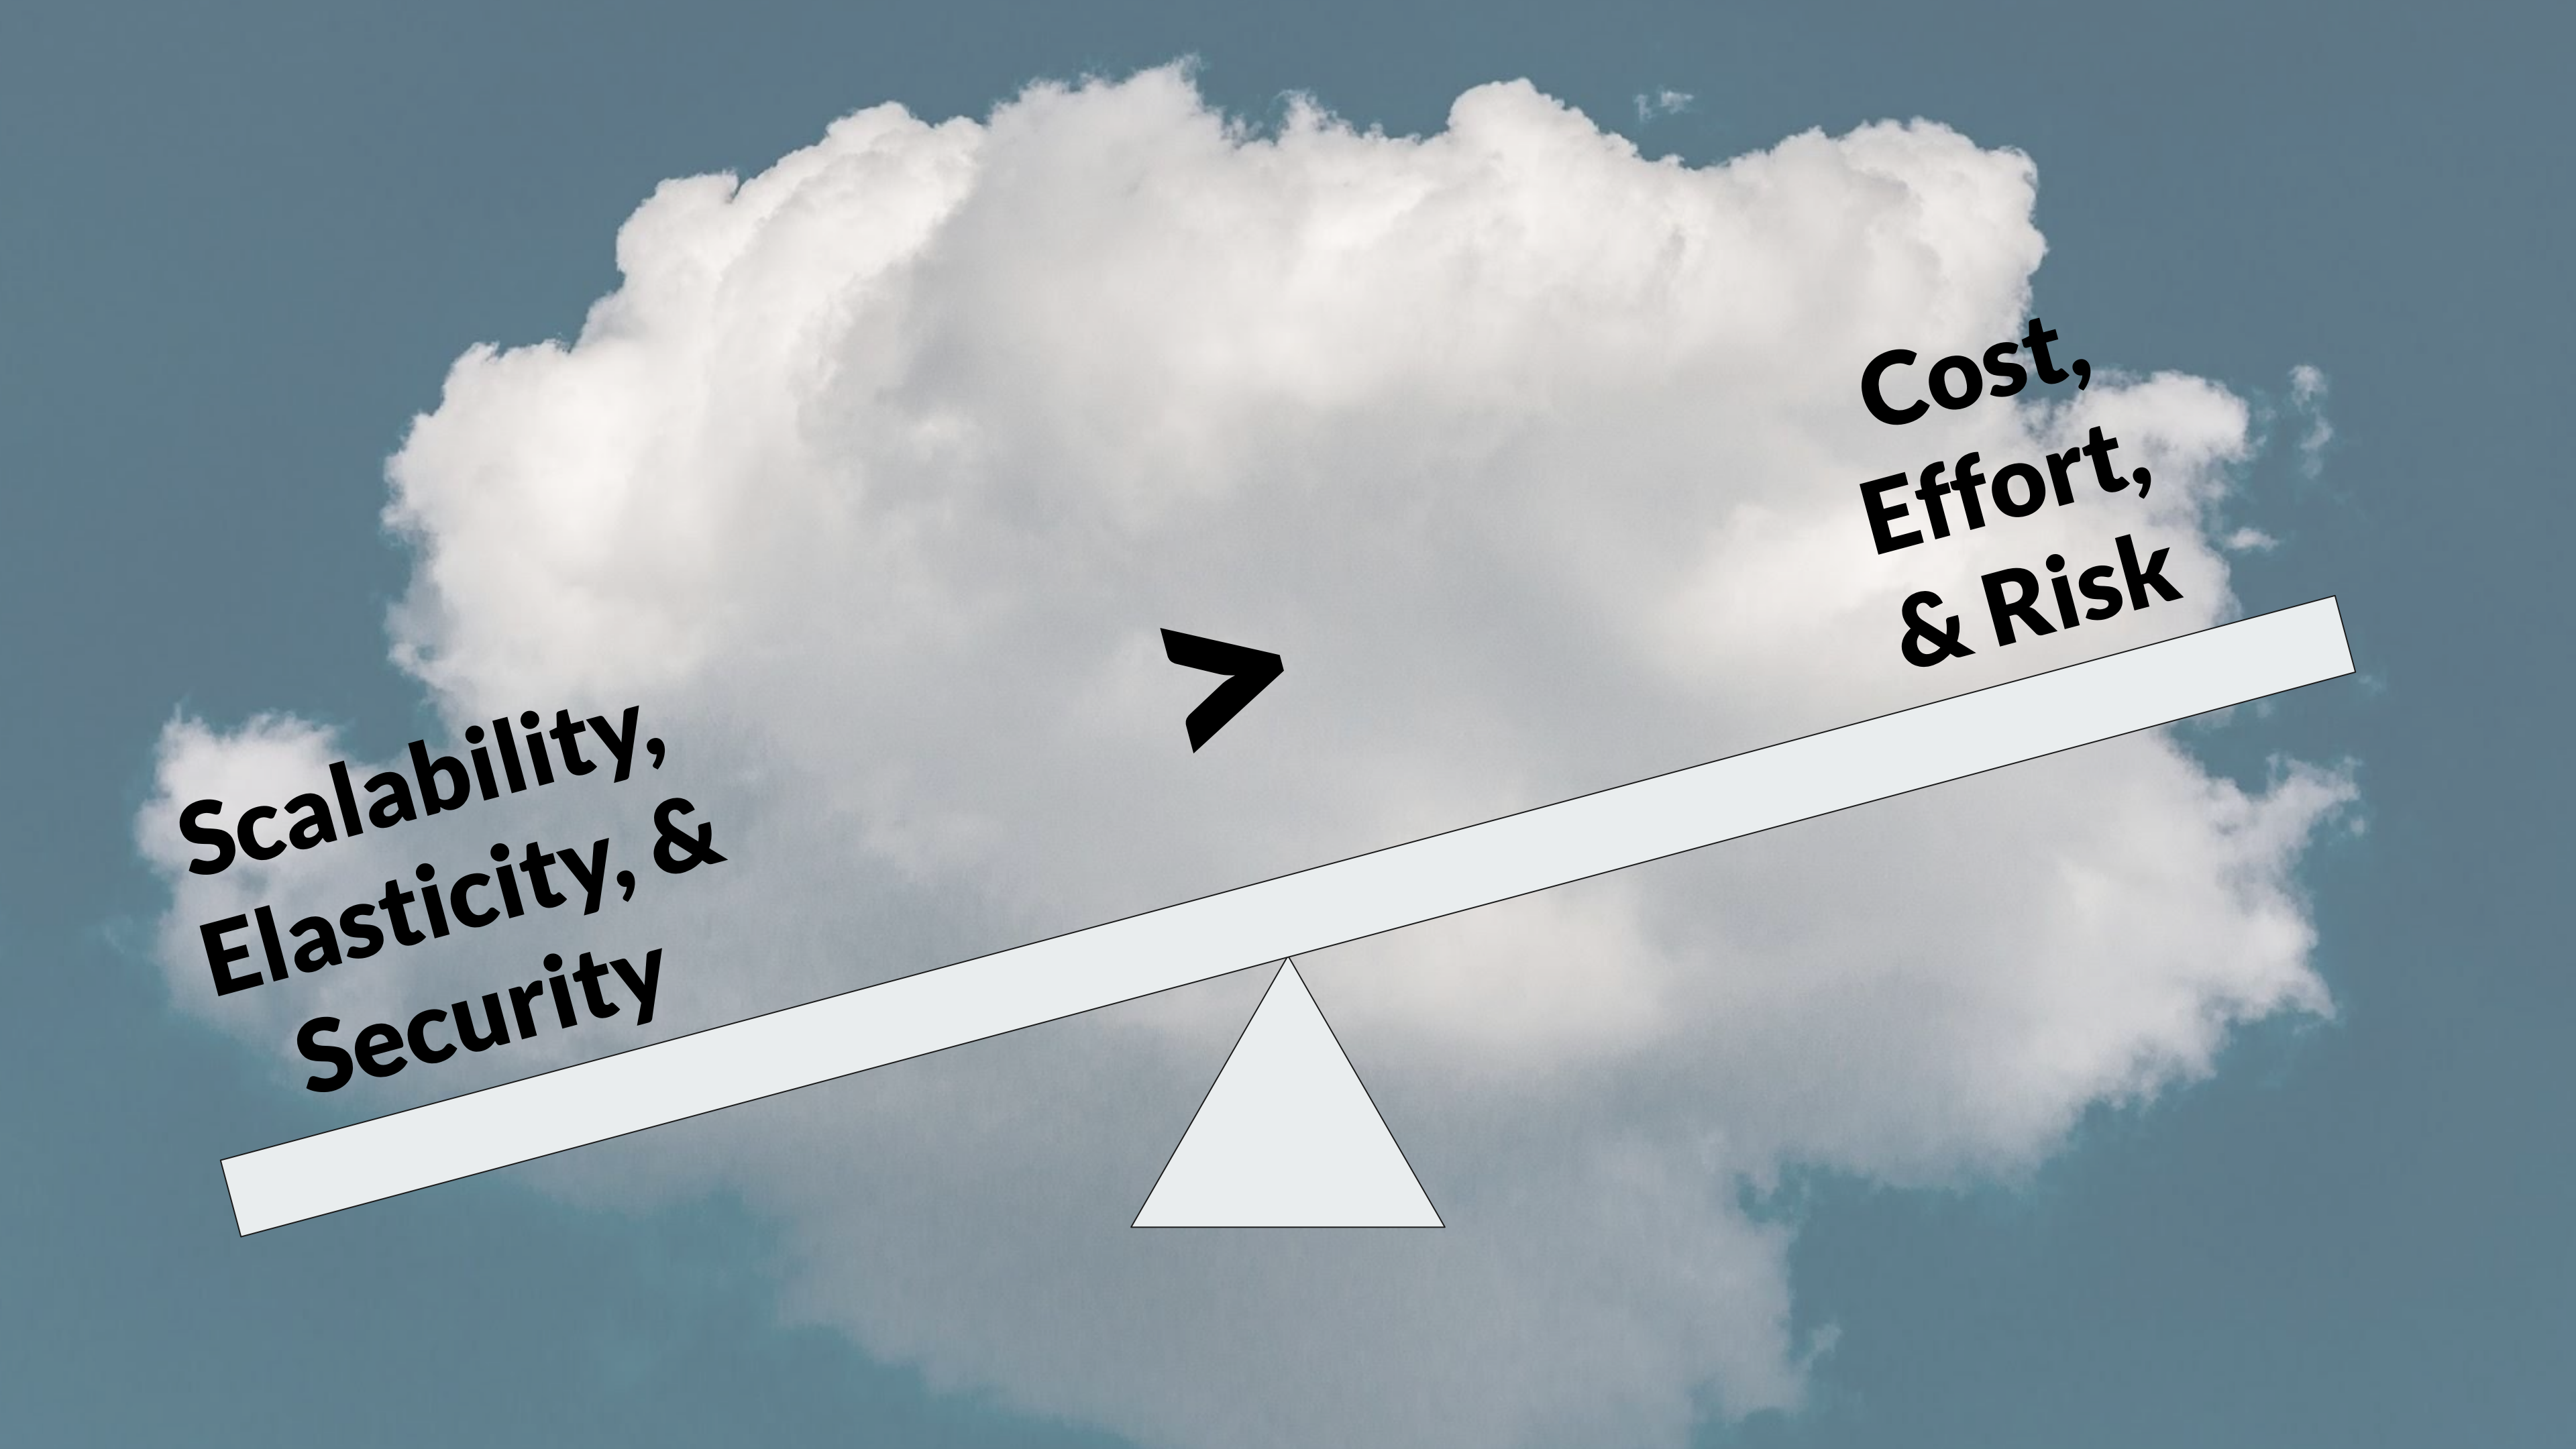 Scalability,
Elasticity, &
Security
>
Cost,
Effort,
& Risk